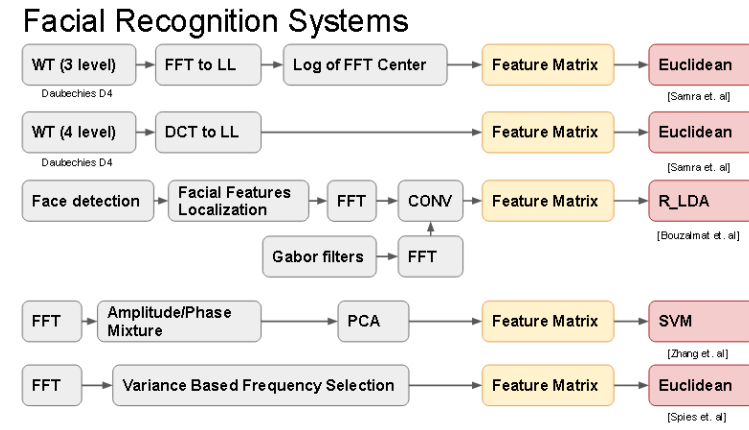 Facial Recognition Systems
WT (3 level) FFT to LL Log of FFT Center Feature Matrix Euclidean
Daubechies D4
[Samra et. al]
WT (4 level) DCT to LL Feature Matrix Euclidean
Daubechies D4
[Samra et. al]
Face detection Facial Features Localization FFT CONV Feature Matrix R_LDA
[Bouzalmat et. al]
Gabor filters FFT
FFT Amplitude/Phase Mixture PCA Feature Matrix SVM
[Zhang et. al]
FFT Variance Based Frequency Selection Feature Matrix Euclidean
[Spies et. al]